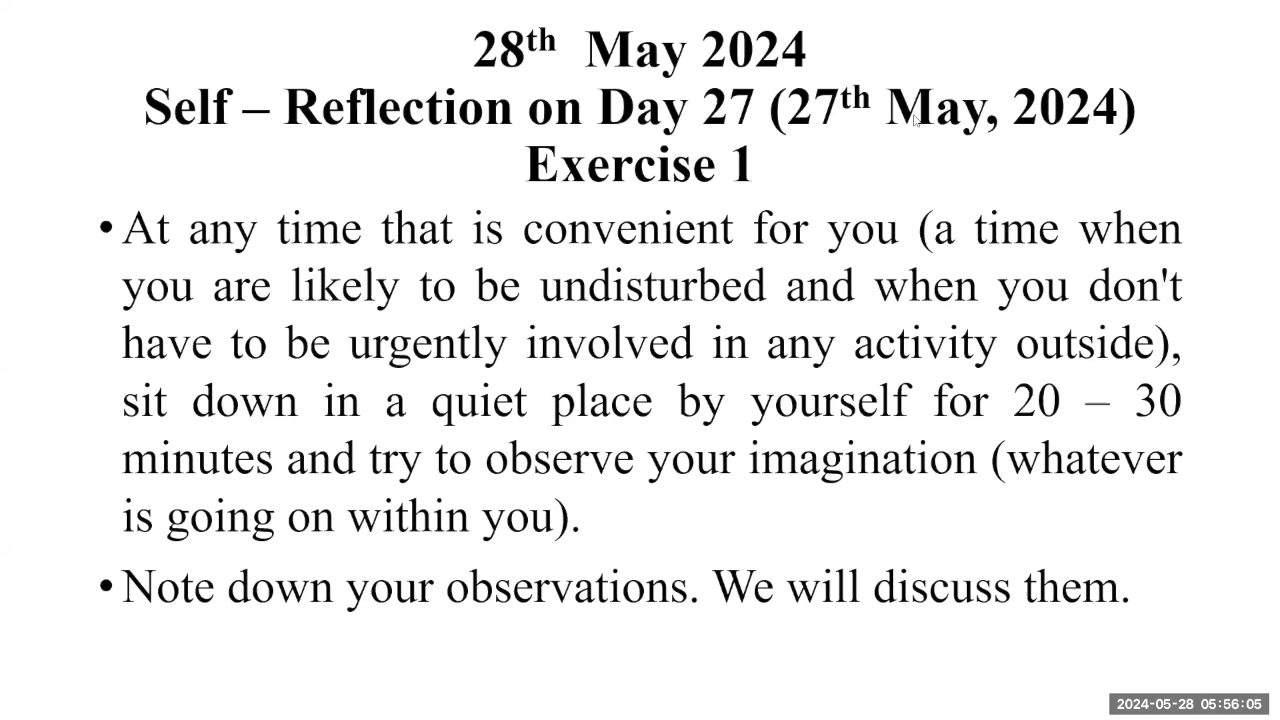 28th May 2024
Self – Reflection on Day 27 (27th May, 2024)
Exercise 1
• At any time that is convenient for you (a time when
you are likely to be undisturbed and when you don't
have to be urgently involved in any activity outside),
sit down in a quiet place by yourself for 20 – 30
minutes and try to observe your imagination (whatever
is going on within you).
• Note down your observations. We will discuss them.
2024-05-28 05:56:05